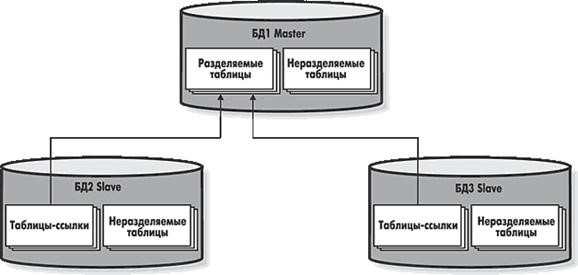 БД1 Master
Разделяемые
таблицы
Неразделяемые
таблицы
БД2 Slave
Таблицы-ссылки
Неразделяемые
таблицы
БД3 Slave
Таблицы-ссылки
Неразделяемые
таблицы